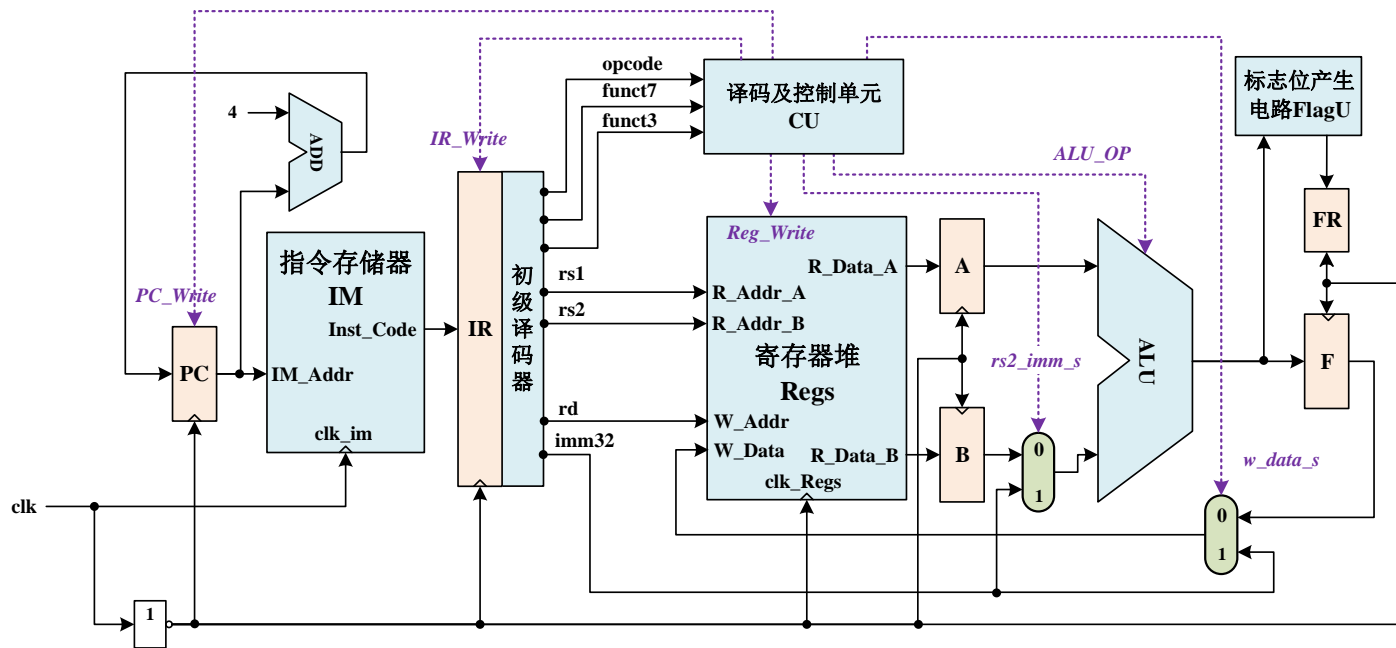 opcode
funct7
funct3
译码及控制单元
CU
标志位产生
电路FlagU
4
ADD
IR_Write
ALU_OP
FR
指令存储器
IM
Inst_Code
IM_Addr
clk_im
PC_Write
PC
IR
初级译码器
rs1
rs2
rd
imm32
Reg_Write
R_Data_A
R_Addr_A
R_Addr_B
寄存器堆
Regs
W_Addr
W_Data
R_Data_B
clk_Regs
A
B
rs2_imm_s
0
1
ALU
F
w_data_s
0
1
clk
1